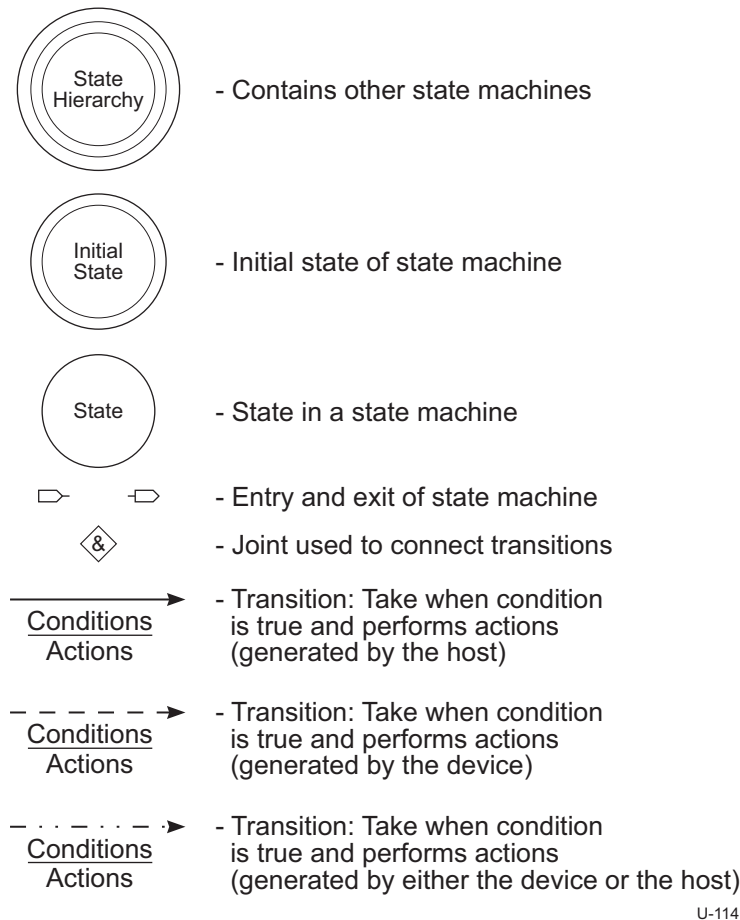 State
Hierarchy
- Contains other state machines
Initial
State
- Initial state of state machine
State
- State in a state machine
- Entry and exit of state machine
&
- Joint used to connect transitions
Conditions
Actions
- Transition: Take when condition
is true and performs actions
(generated by the host)
Conditions
Actions
- Transition: Take when condition
is true and performs actions
(generated by the device)
Conditions
Actions
- Transition: Take when condition
is true and performs actions
(generated by either the device or the host)
U-114